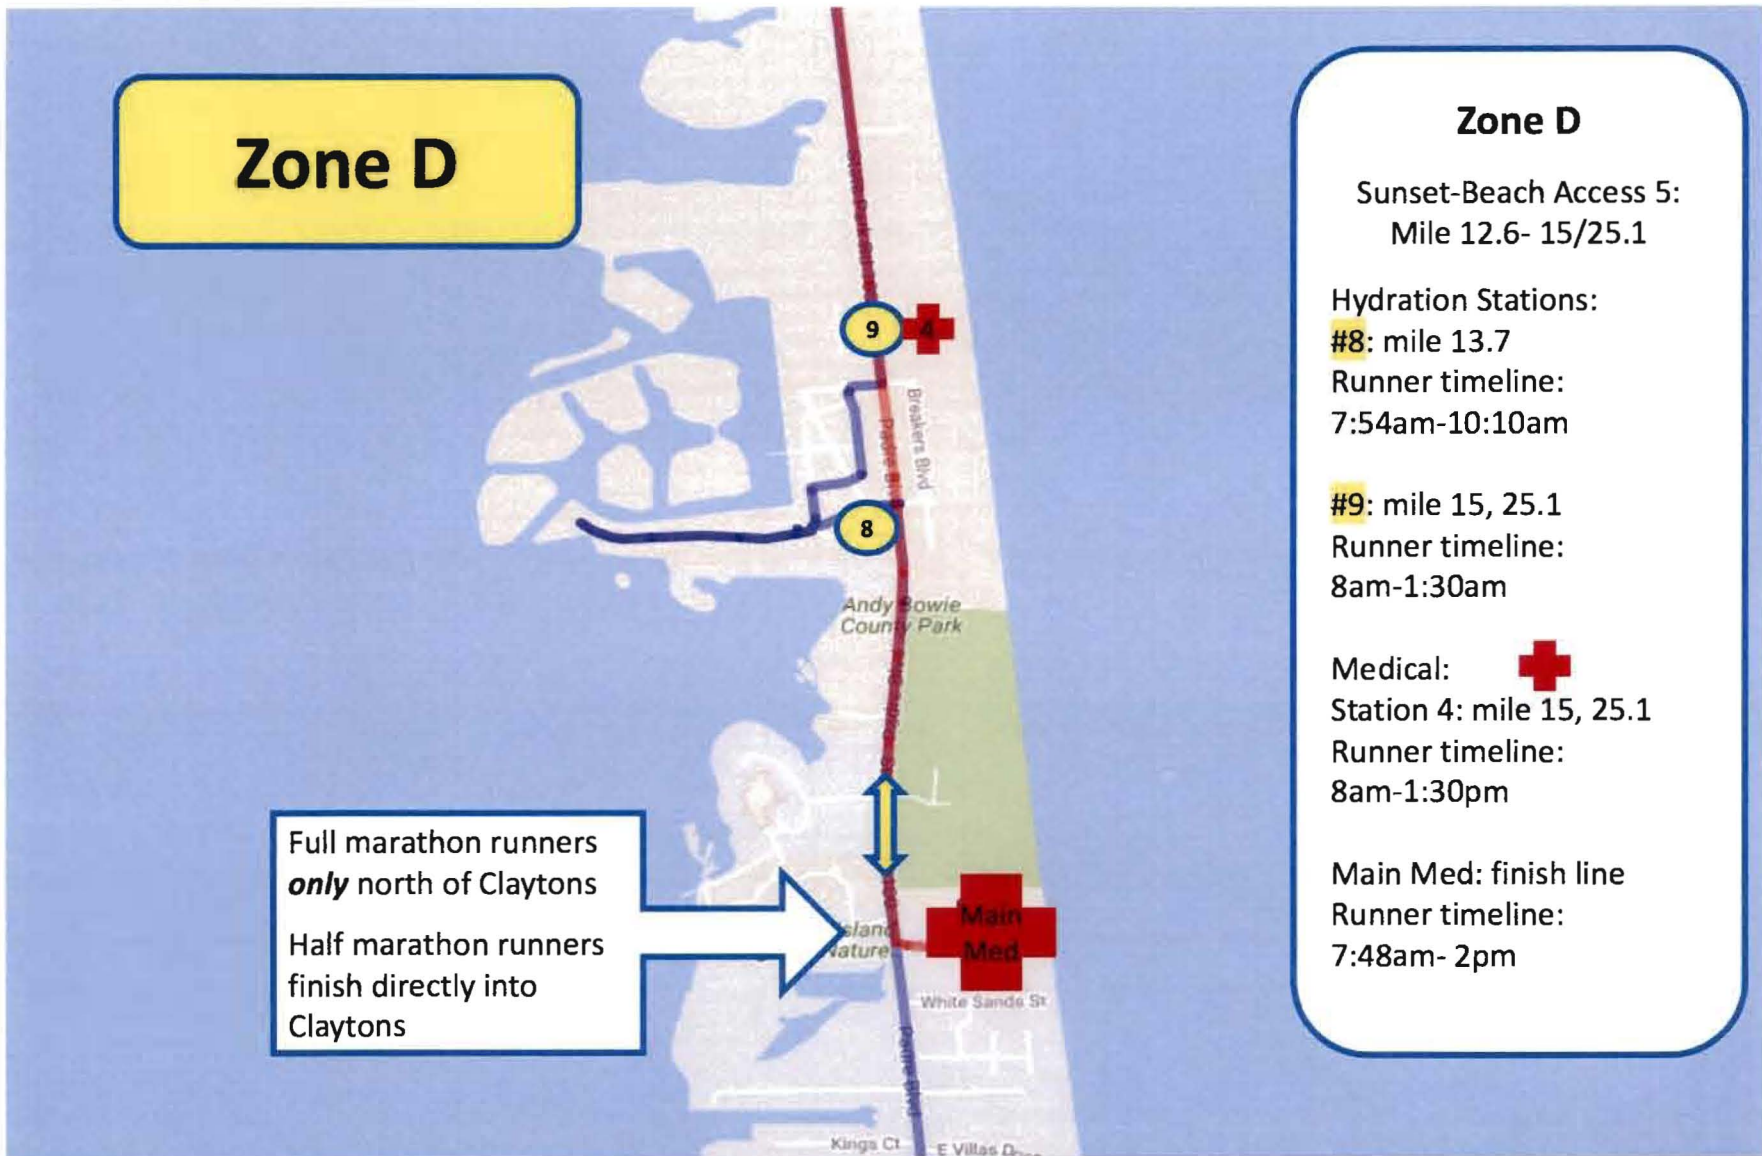 Zone D
9
4
Breakers Blvd
8
Andy Bowie
County Park
Full marathon runners
only north of Claytons
Half marathon runners
finish directly into
Claytons
Island
Nature
Main
Med
White Sands St
Padre Blvd
Kings Ct
E Villas
Zone D
Sunset-Beach Access 5:
Mile 12.6- 15/25.1
Hydration Stations:
#8: mile 13.7
Runner timeline:
7:54am-10:10am
#9: mile 15, 25.1
Runner timeline:
8am-1:30am
Medical:
Station 4: mile 15, 25.1
Runner timeline:
8am-1:30pm
Main Med: finish line
Runner timeline:
7:48am- 2pm